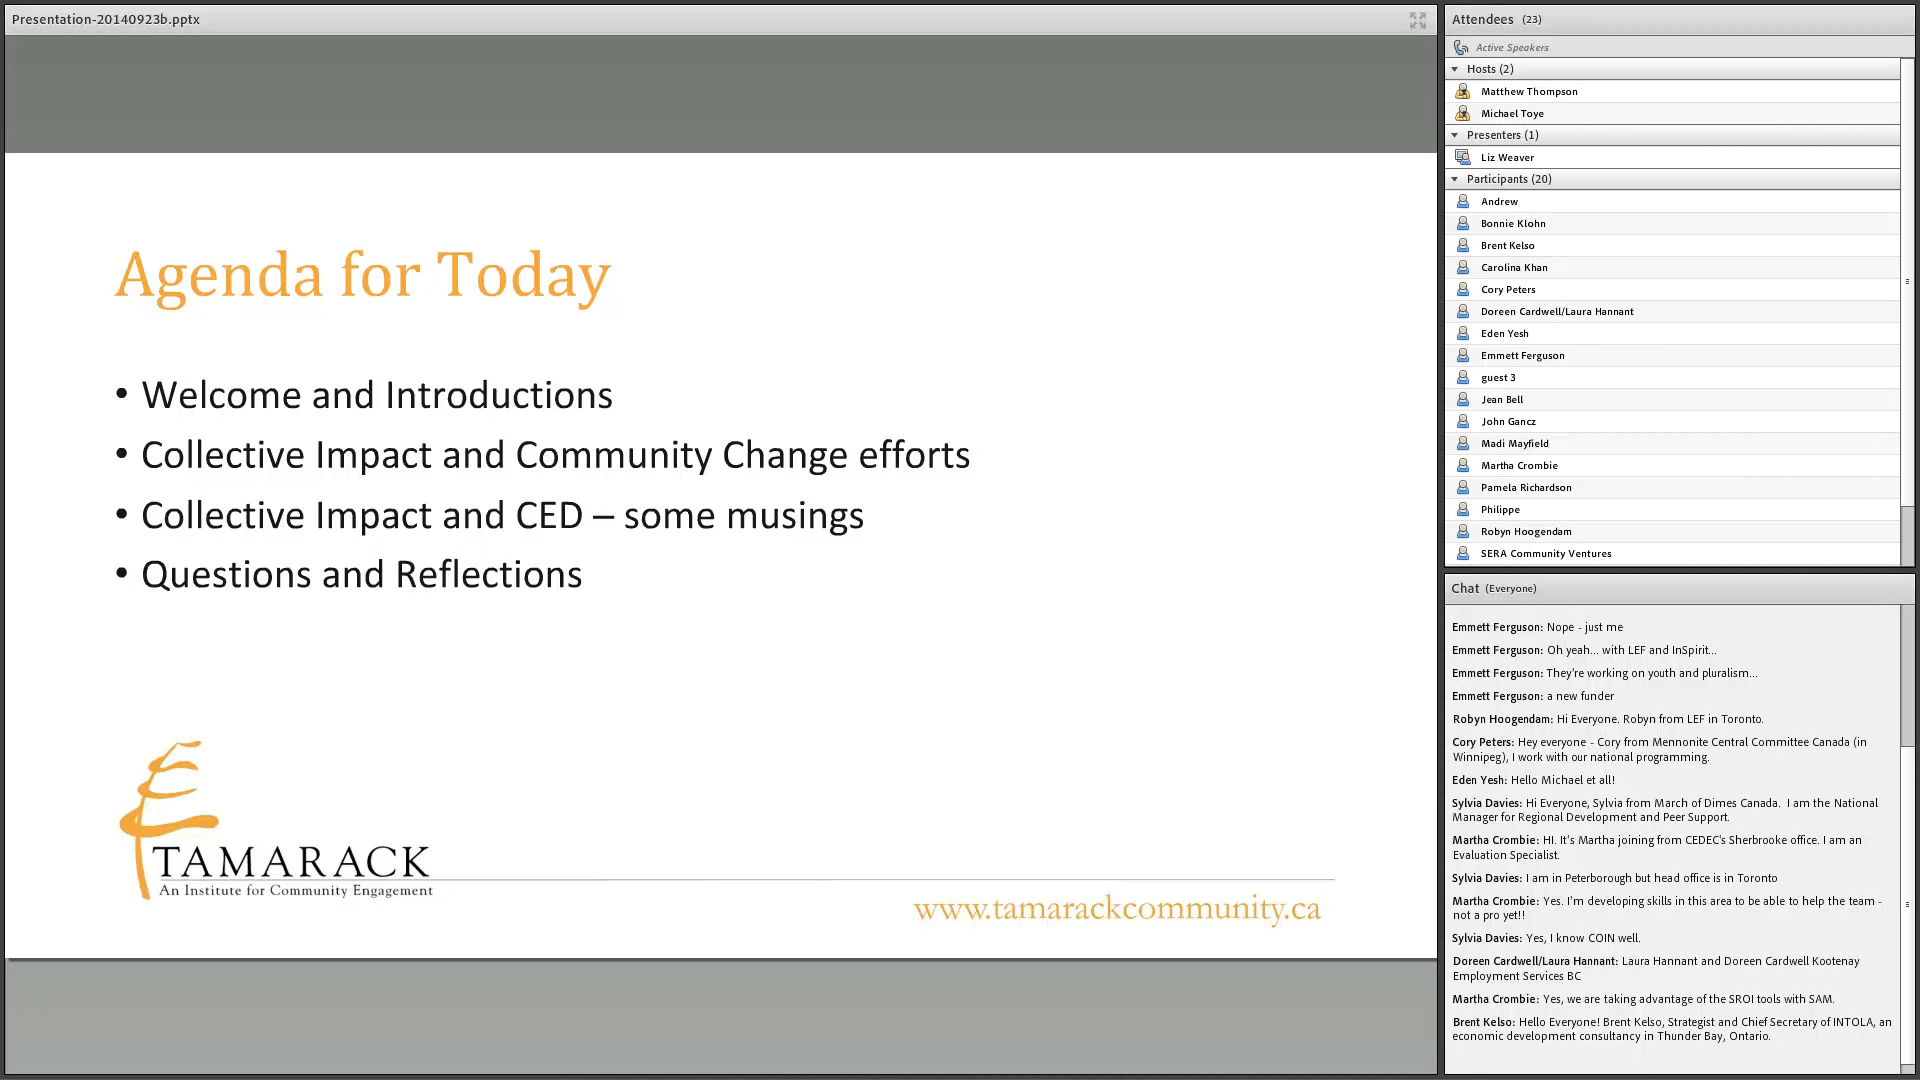 Presentation-20140923b.pptx
Agenda for Today
• Welcome and Introductions
• Collective Impact and Community Change efforts
• Collective Impact and CED – some musings
• Questions and Reflections
TAMARACK
An Institute for Community Engagement
www.tamarackcommunity.ca
Attendees (23)
Active Speakers
Hosts (2)
Matthew Thompson
Michael Toye
Presenters (1)
Liz Weaver
Participants (20)
Andrew
Bonnie Klohn
Brent Kelso
Carolina Khan
Cory Peters
Doreen Cardwell/Laura Hannant
Eden Yesh
Emmett Ferguson
guest 3
Jean Bell
John Gancz
Madi Mayfield
Martha Crombie
Pamela Richardson
Philippe
Robyn Hoogendam
SERA Community Ventures
Chat (Everyone)
Emmett Ferguson: Nope - just me
Emmett Ferguson: Oh yeah... with LEF and InSpirit...
Emmett Ferguson: They're working on youth and pluralism...
Emmett Ferguson: a new funder
Robyn Hoogendam: Hi Everyone. Robyn from LEF in Toronto.
Cory Peters: Hey everyone - Cory from Mennonite Central Committee Canada (in
Winnipeg), I work with our national programming.
Eden Yesh: Hello Michael et all!
Sylvia Davies: Hi Everyone, Sylvia from March of Dimes Canada.  I am the National
Manager for Regional Development and Peer Support.
Martha Crombie: HI. It's Martha joining from CEDEC's Sherbrooke office. I am an
Evaluation Specialist.
Sylvia Davies: I am in Peterborough but head office is in Toronto
Martha Crombie: Yes. I'm developing skills in this area to be able to help the team -
not a pro yet!!
Sylvia Davies: Yes, I know COIN well.
Doreen Cardwell/Laura Hannant: Laura Hannant and Doreen Cardwell Kootenay
Employment Services BC
Martha Crombie: Yes, we are taking advantage of the SROI tools with SAM.
Brent Kelso: Hello Everyone! Brent Kelso, Strategist and Chief Secretary of INTOLA, an
economic development consultancy in Thunder Bay, Ontario.